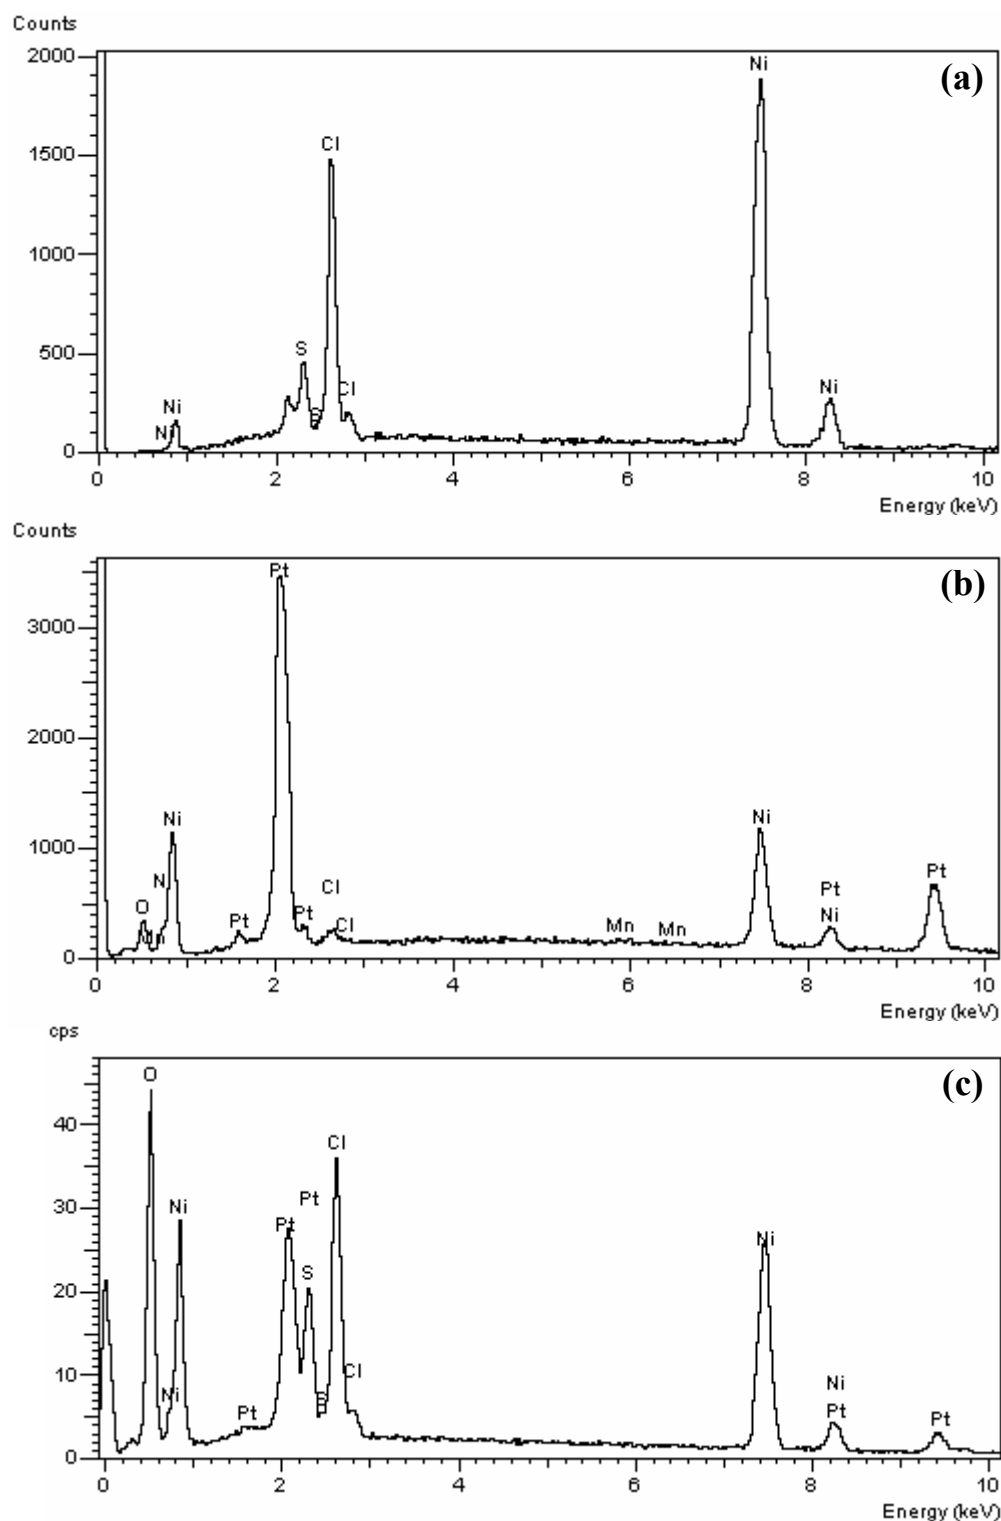 Counts
(a)
2000
1500
1000
500
0
Ni
Ni
S
S
Cl
Cl
Ni
Ni
0 2 4 6 8 10
Energy (keV)
Counts
(b)
3000
2000
1000
0
O
N
Ni
Pt
Pt
Pt
Cl
Cl
Mn
Mn
Ni
Pt
Ni
Pt
0 2 4 6 8 10
Energy (keV)
cps
(c)
40
30
20
10
0
O
Ni
Ni
Pt
Pt
Pt
S
Cl
Cl
Ni
Ni
Pt
Pt
0 2 4 6 8 10
Energy (keV)